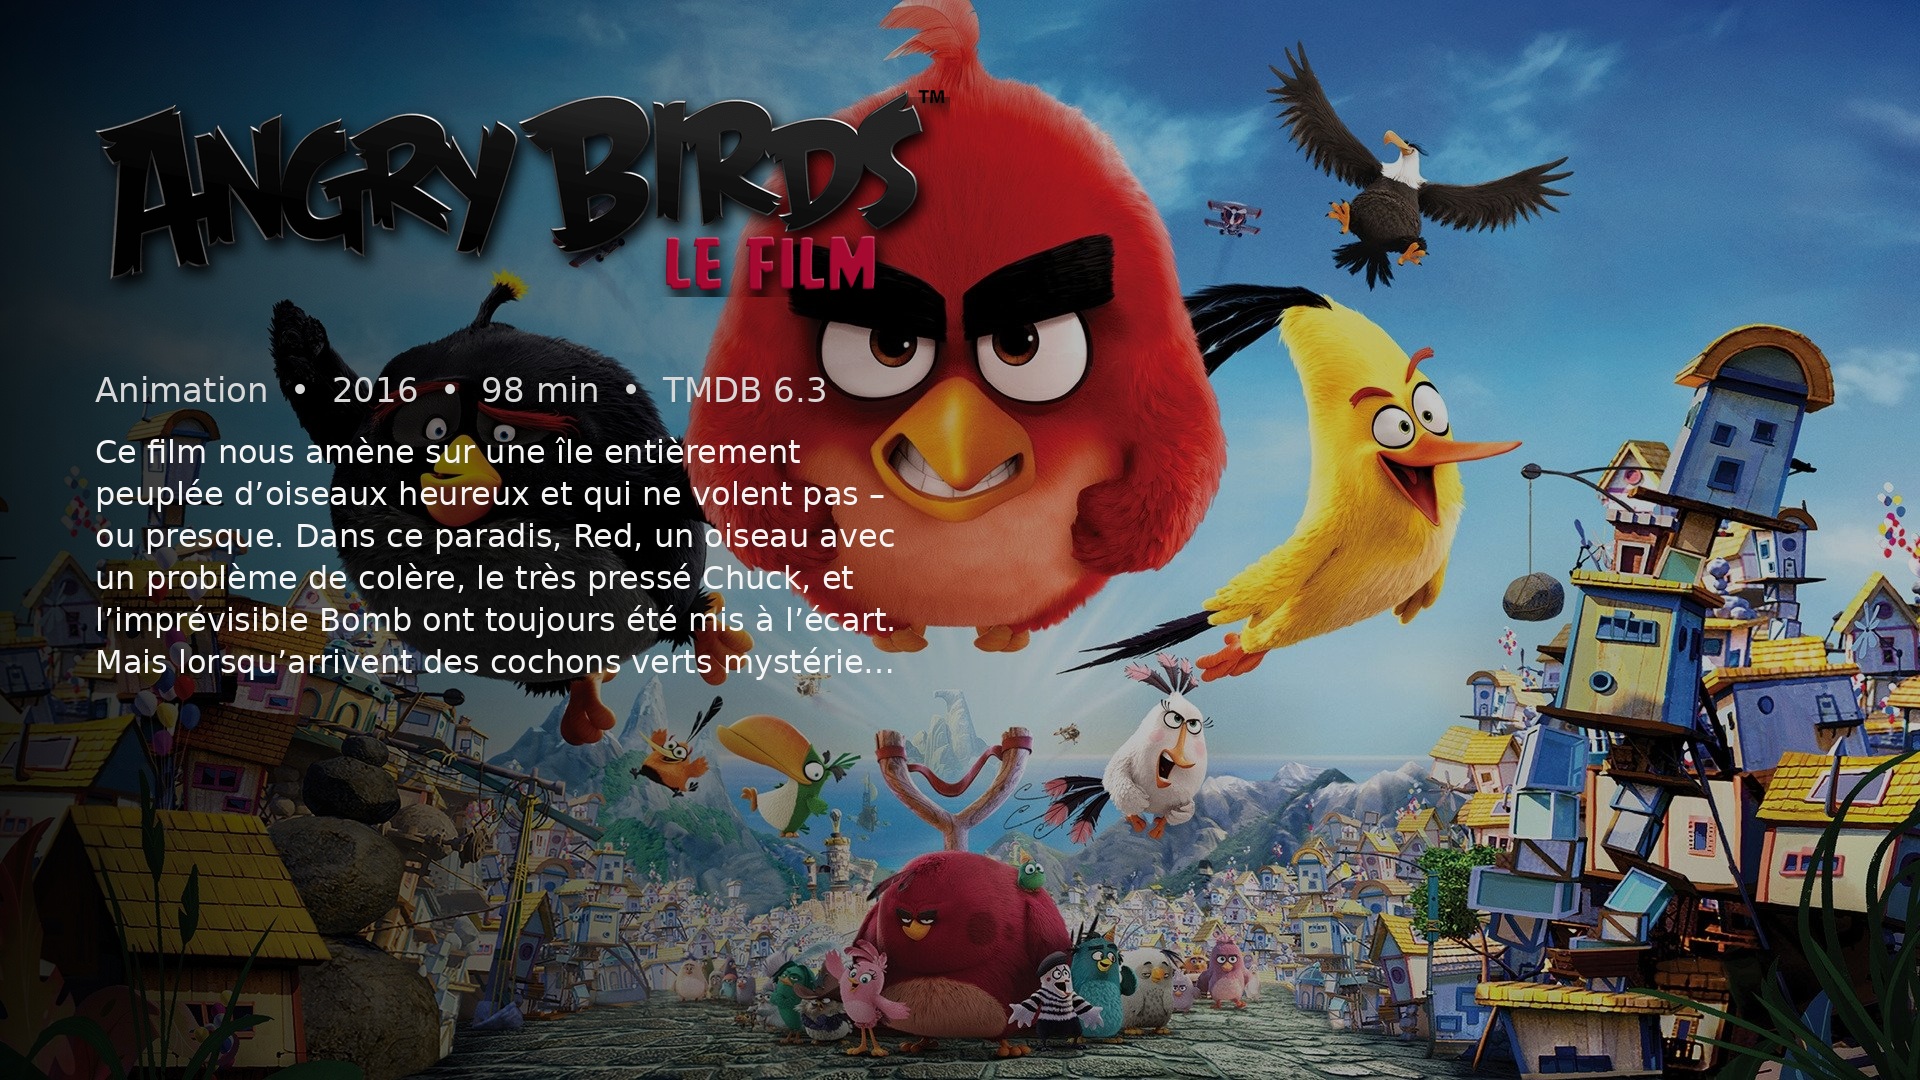 ANGRY BIRDS™
LE FILM
Animation • 2016 • 98 min • TMDB 6.3
Ce film nous amène sur une île entièrement
peuplée d’oiseaux heureux et qui ne volent pas –
ou presque. Dans ce paradis, Red, un oiseau avec
un problème de colère, le très pressé Chuck, et
l’imprévisible Bomb ont toujours été mis à l’écart.
Mais lorsqu’arrivent des cochons verts mystérie…